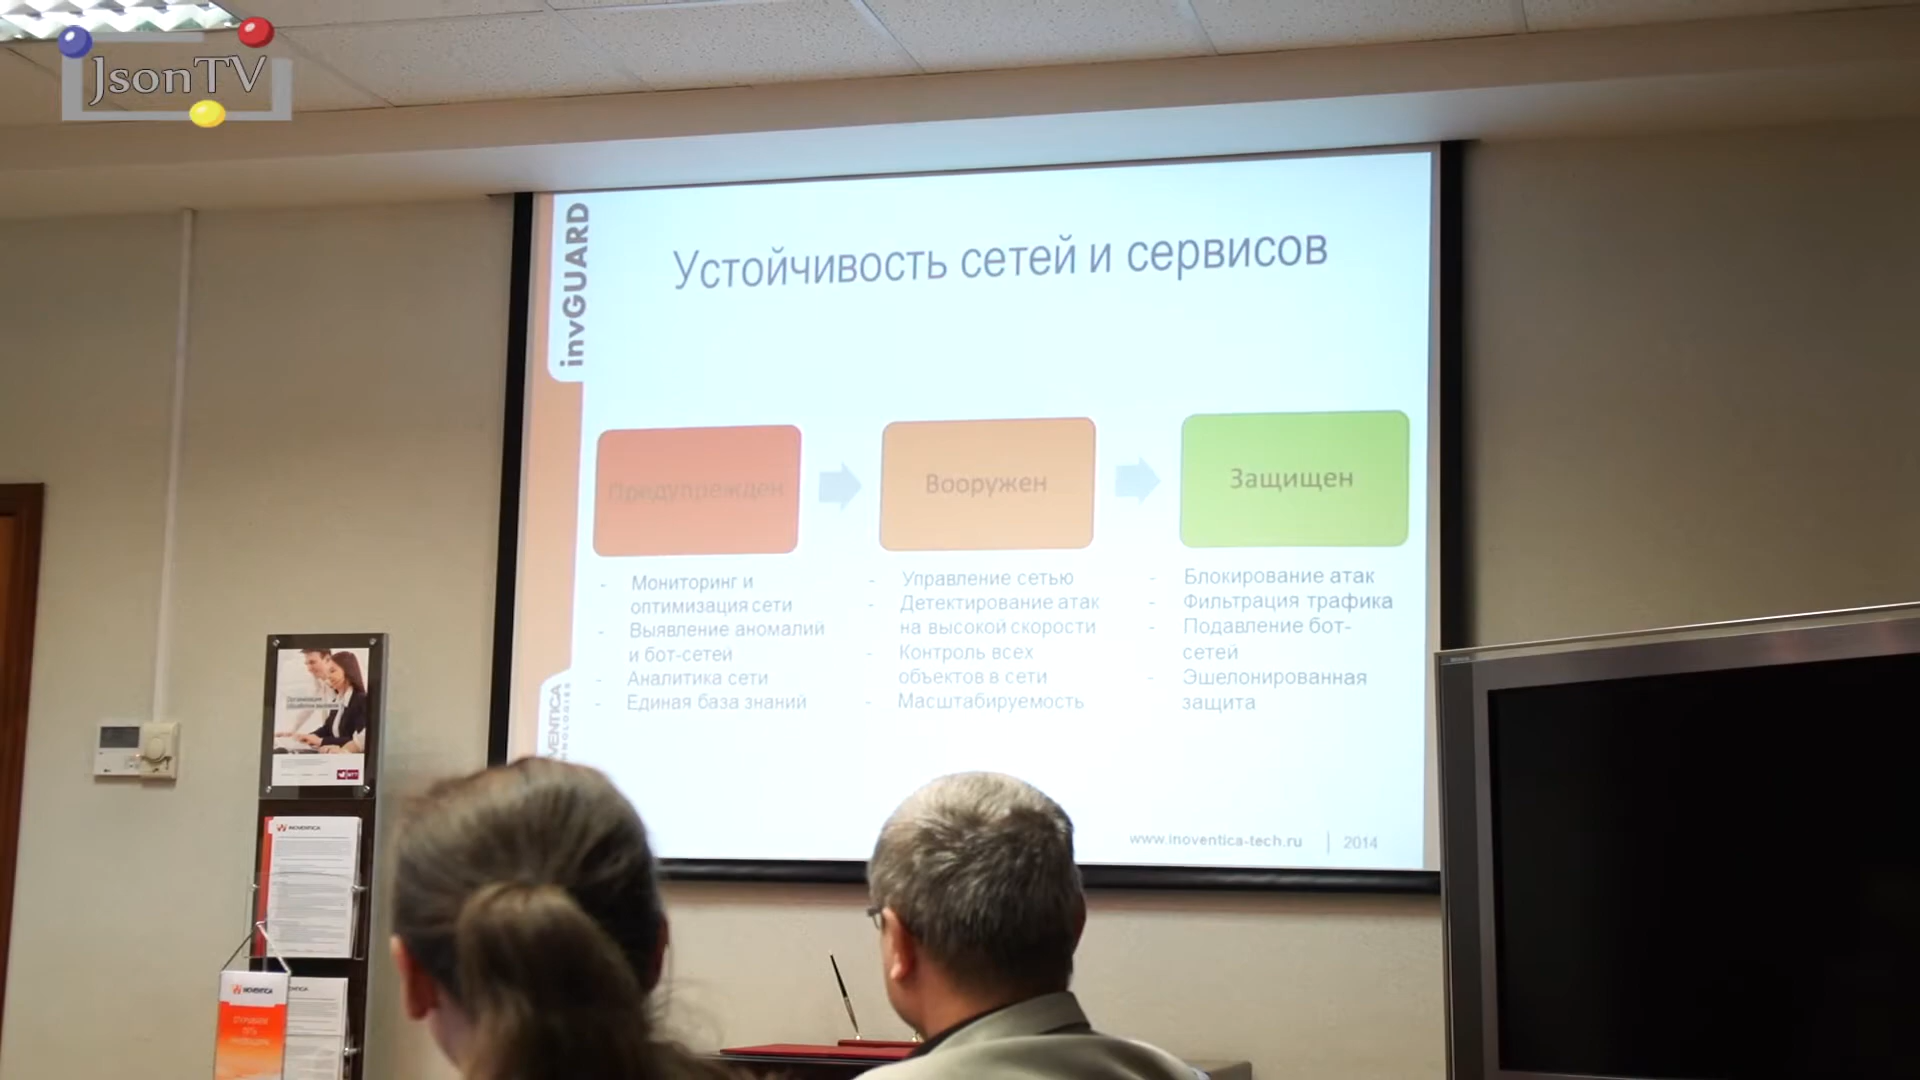 JsonTV
invGUARD
Устойчивость сетей и сервисов
Предупрежден
Вооружен
Защищен
- Мониторинг и
оптимизация сети
- Выявление аномалий
и бот-сетей
- Аналитика сети
- Единая база знаний
- Управление сетью
- Детектирование атак
на высокой скорости
- Контроль всех
объектов в сети
- Масштабируемость
- Блокирование атак
- Фильтрация трафика
- Подавление бот-
сетей
- Эшелонированная
защита
www.inoventica-tech.ru | 2014
INOVENTICA
INOVENTICA